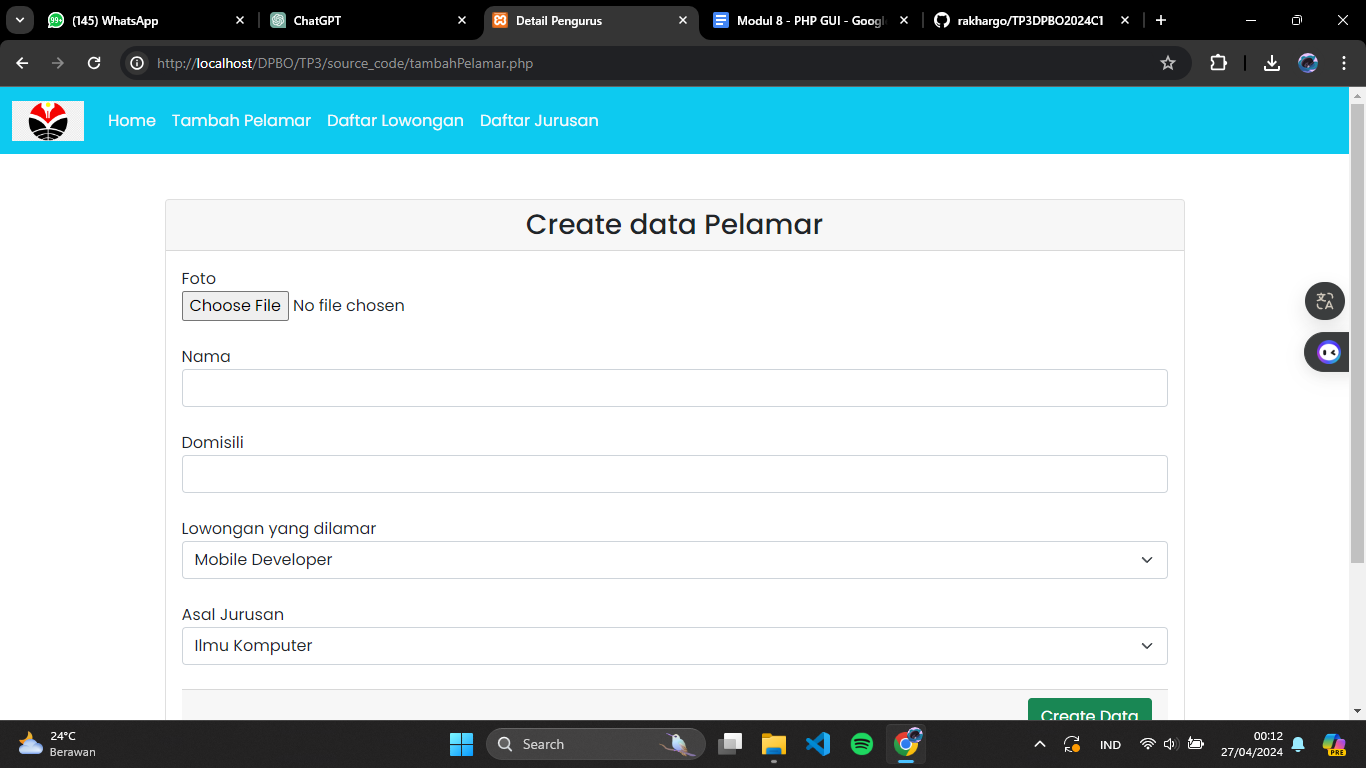 (145) WhatsApp
ChatGPT
Detail Pengurus
Modul 8 - PHP GUI - Googl
rakhargo/TP3DPBO2024C1
http://localhost/DPBO/TP3/source_code/tambahPelamar.php
Home Tambah Pelamar Daftar Lowongan Daftar Jurusan
Create data Pelamar
Foto
Choose File No file chosen
Nama
Domisili
Lowongan yang dilamar
Mobile Developer
Asal Jurusan
Ilmu Komputer
Create Data
24°C
Berawan
Search
IND
00:12
27/04/2024
PRE